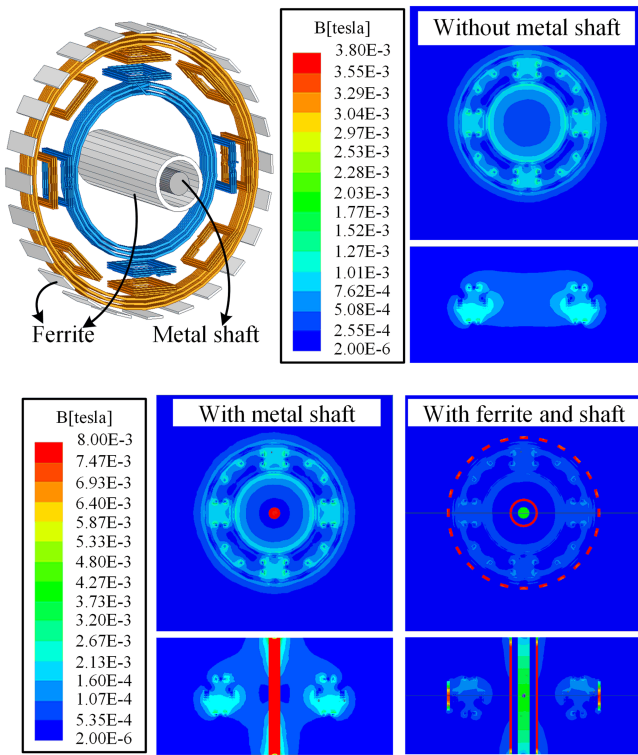 B[tesla]
3.80E-3
3.55E-3
3.29E-3
3.04E-3
2.97E-3
2.53E-3
2.28E-3
2.03E-3
1.77E-3
1.52E-3
1.27E-3
1.01E-3
7.62E-4
5.08E-4
2.55E-4
2.00E-6
Without metal shaft
Ferrite
Metal shaft
B[tesla]
8.00E-3
7.47E-3
6.93E-3
6.40E-3
5.87E-3
5.33E-3
4.80E-3
4.27E-3
3.73E-3
3.20E-3
2.67E-3
2.13E-3
1.60E-4
1.07E-4
5.35E-4
2.00E-6
With metal shaft
With ferrite and shaft